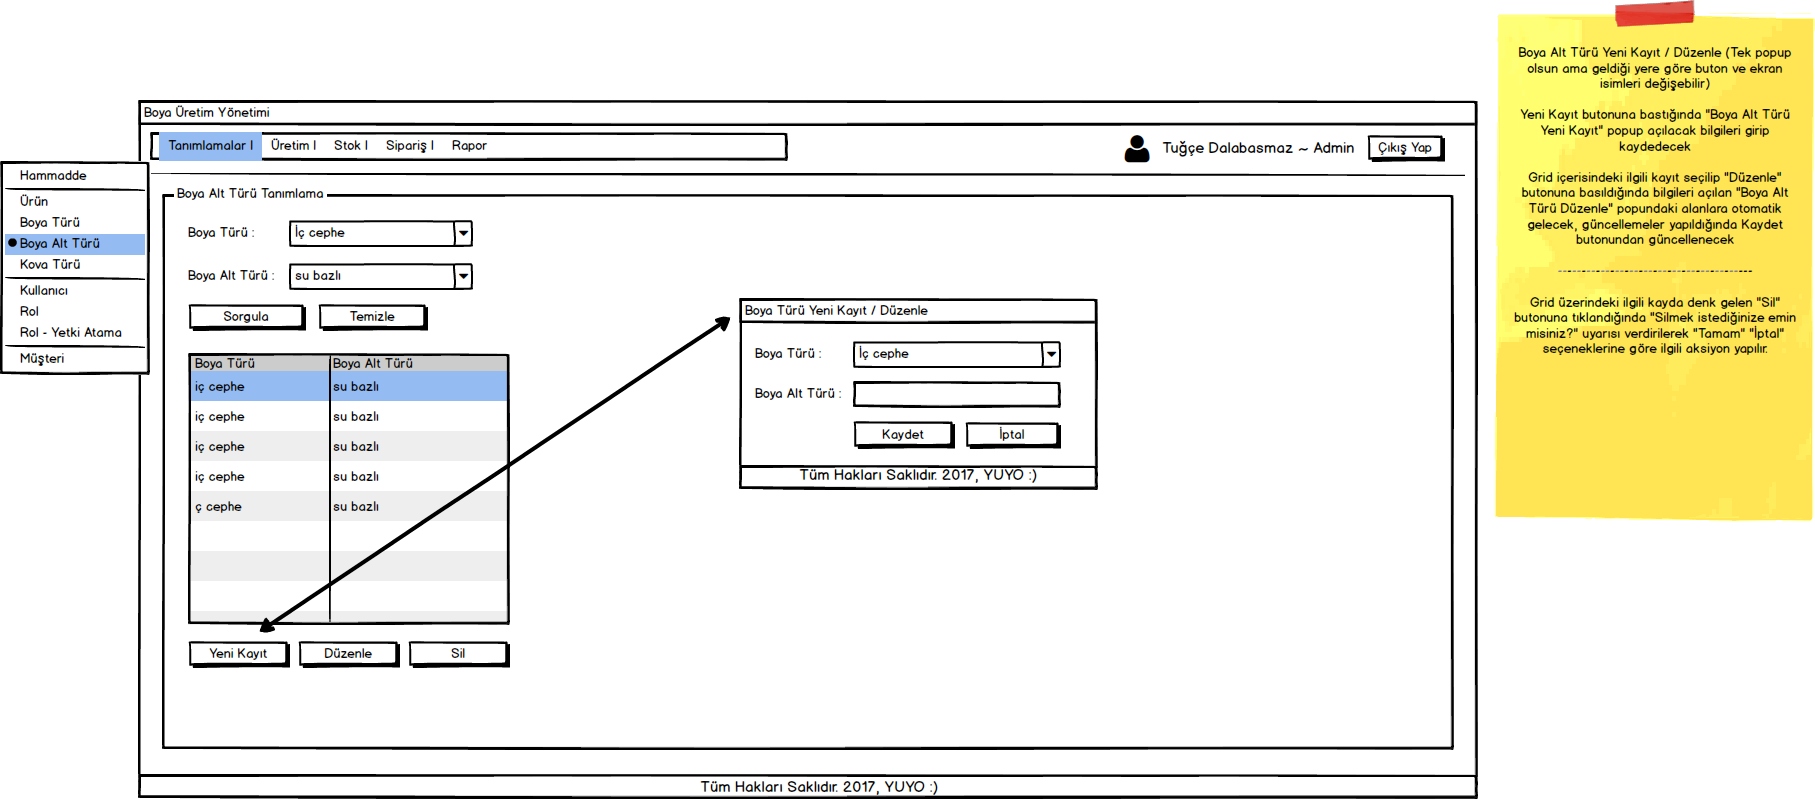 Boya Üretim Yönetimi
Tanımlamalar | Üretim | Stok | Sipariş | Rapor
Tuğçe Dalabasmaz ~ Admin
Çıkış Yap
Hammadde
Ürün
Boya Türü
Boya Alt Türü
Kova Türü
Kullanıcı
Rol
Rol - Yetki Atama
Müşteri
Boya Alt Türü Tanımlama
Boya Türü : İç cephe
Boya Alt Türü : su bazlı
Sorgula Temizle
Boya Türü Boya Alt Türü
iç cephe su bazlı
iç cephe su bazlı
iç cephe su bazlı
iç cephe su bazlı
ç cephe su bazlı
Yeni Kayıt Düzenle Sil
Boya Türü Yeni Kayıt / Düzenle
Boya Türü : İç cephe
Boya Alt Türü :
Kaydet İptal
Tüm Hakları Saklıdır. 2017, YUYO :)
Tüm Hakları Saklıdır. 2017, YUYO :)
Boya Alt Türü Yeni Kayıt / Düzenle (Tek popup
olsun ama geldiği yere göre buton ve ekran
isimleri değişebilir)
Yeni Kayıt butonuna bastığında "Boya Alt Türü
Yeni Kayıt" popup açılacak bilgileri girip
kaydedecek
Grid içerisindeki ilgili kayıt seçilip "Düzenle"
butonuna basıldığında bilgileri açılan "Boya Alt
Türü Düzenle" popundaki alanlara otomatik
gelecek, güncellemeler yapıldığında Kaydet
butonundan güncellenecek
----------------------------------------
Grid üzerindeki ilgili kayda denk gelen "Sil"
butonuna tıklandığında "Silmek istediğinize emin
misiniz?" uyarısı verdirilerek "Tamam" "İptal"
seçeneklerine göre ilgili aksiyon yapılır.